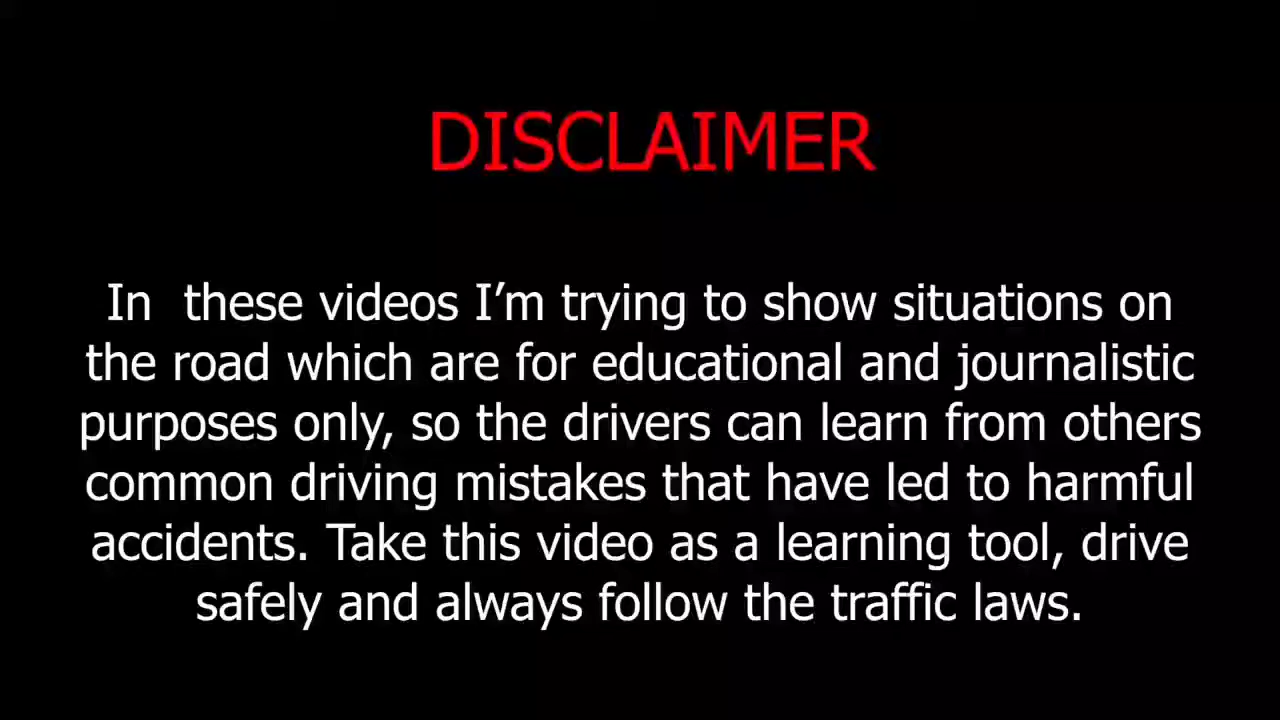 DISCLAIMER
In  these videos I’m trying to show situations on
the road which are for educational and journalistic
purposes only, so the drivers can learn from others
common driving mistakes that have led to harmful
accidents. Take this video as a learning tool, drive
safely and always follow the traffic laws.